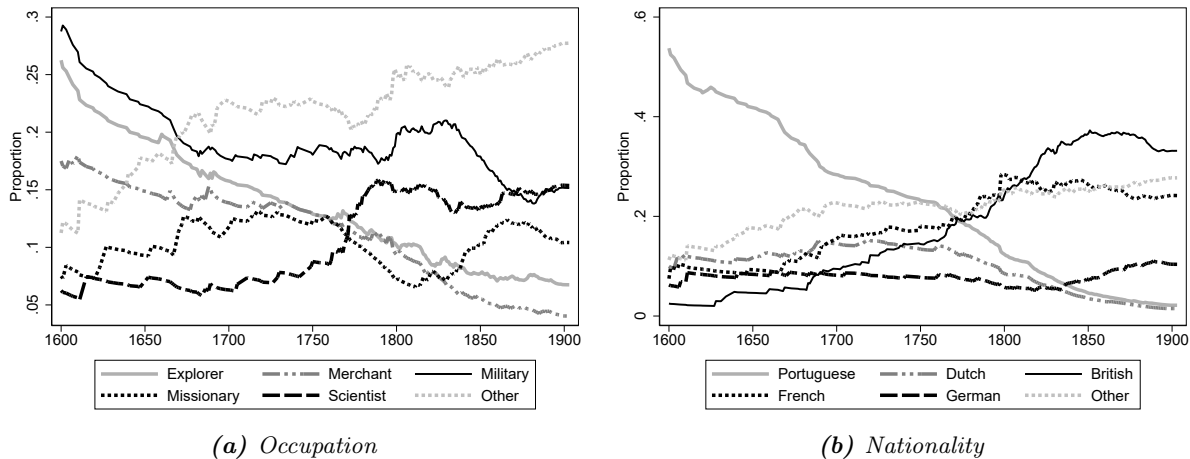 Proportion
.3
.25
.2
.15
.1
.05
1600 1650 1700 1750 1800 1850 1900
Explorer Merchant Military
Missionary Scientist Other
(a) Occupation
Proportion
.6
.4
.2
0
1600 1650 1700 1750 1800 1850 1900
Portuguese Dutch British
French German Other
(b) Nationality